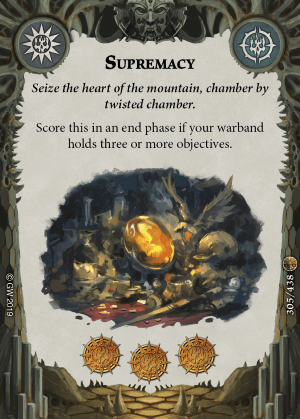 SUPREMACY
Seize the heart of the mountain, chamber by
twisted chamber.
Score this in an end phase if your warband
holds three or more objectives.
© GW 2019
305/438